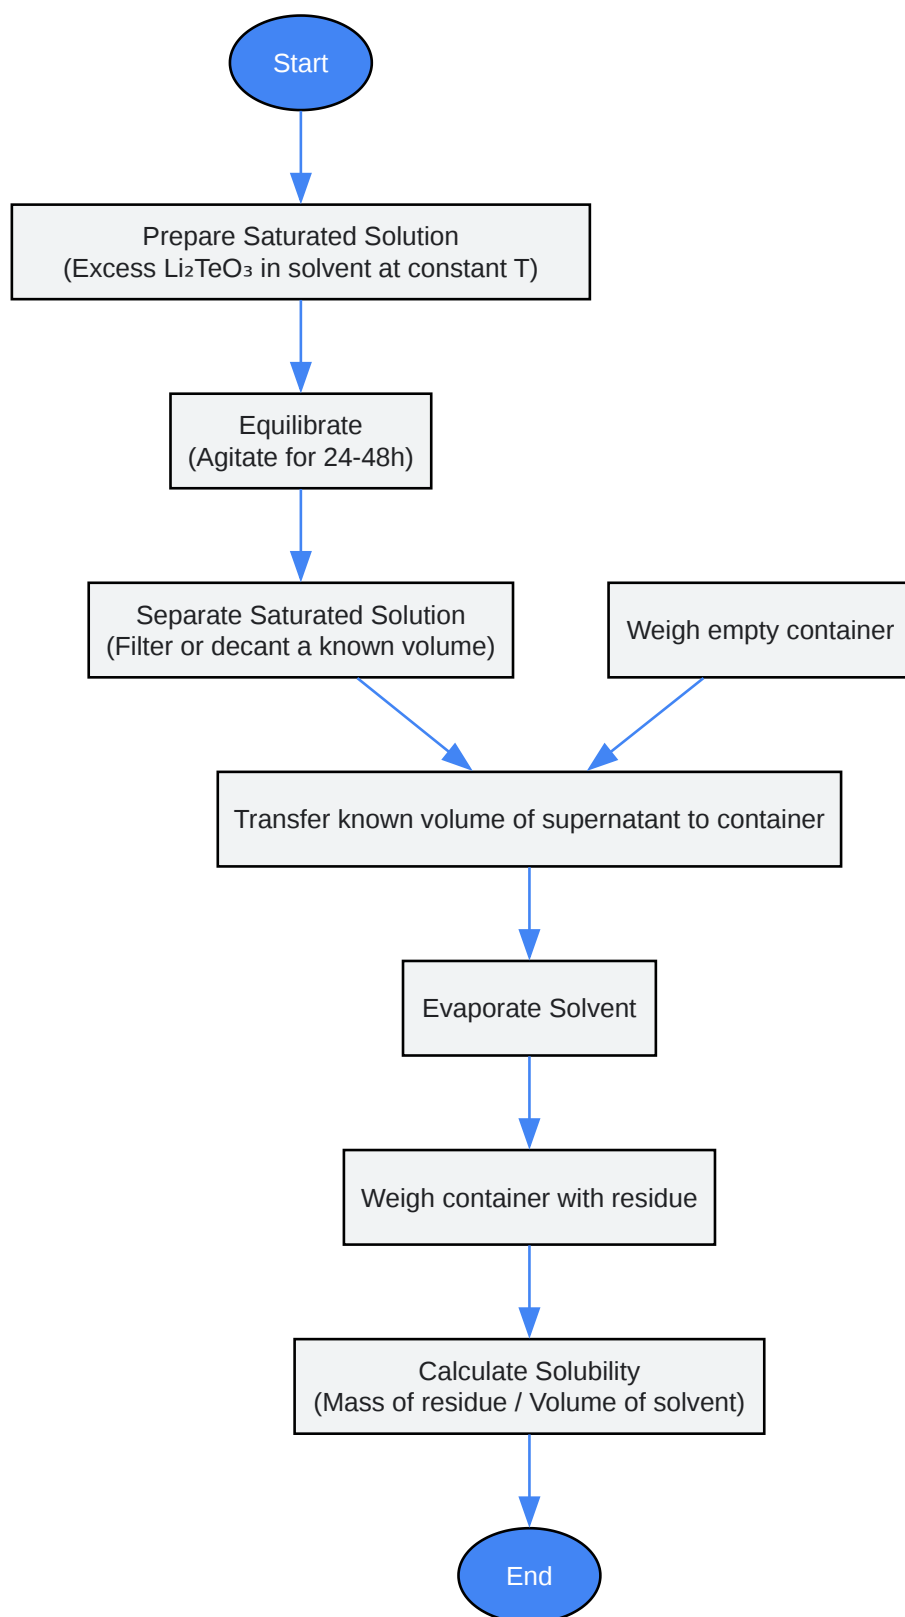 Start
Prepare Saturated Solution
(Excess Li₂TeO₃ in solvent at constant T)
Equilibrate
(Agitate for 24-48h)
Separate Saturated Solution
(Filter or decant a known volume)
Weigh empty container
Transfer known volume of supernatant to container
Evaporate Solvent
Weigh container with residue
Calculate Solubility
(Mass of residue / Volume of solvent)
End